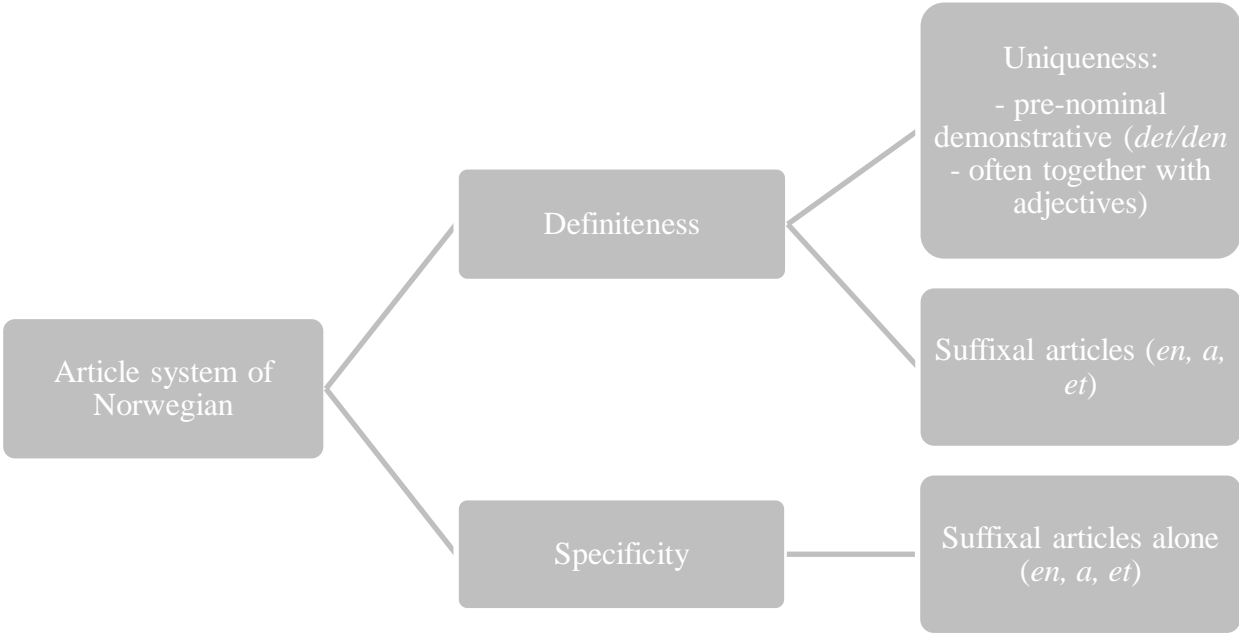 Article system of
Norwegian
Definiteness
Specificity
Uniqueness:
- pre-nominal
demonstrative (det/den
- often together with
adjectives)
Suffixal articles (en, a,
et)
Suffixal articles alone
(en, a, et)